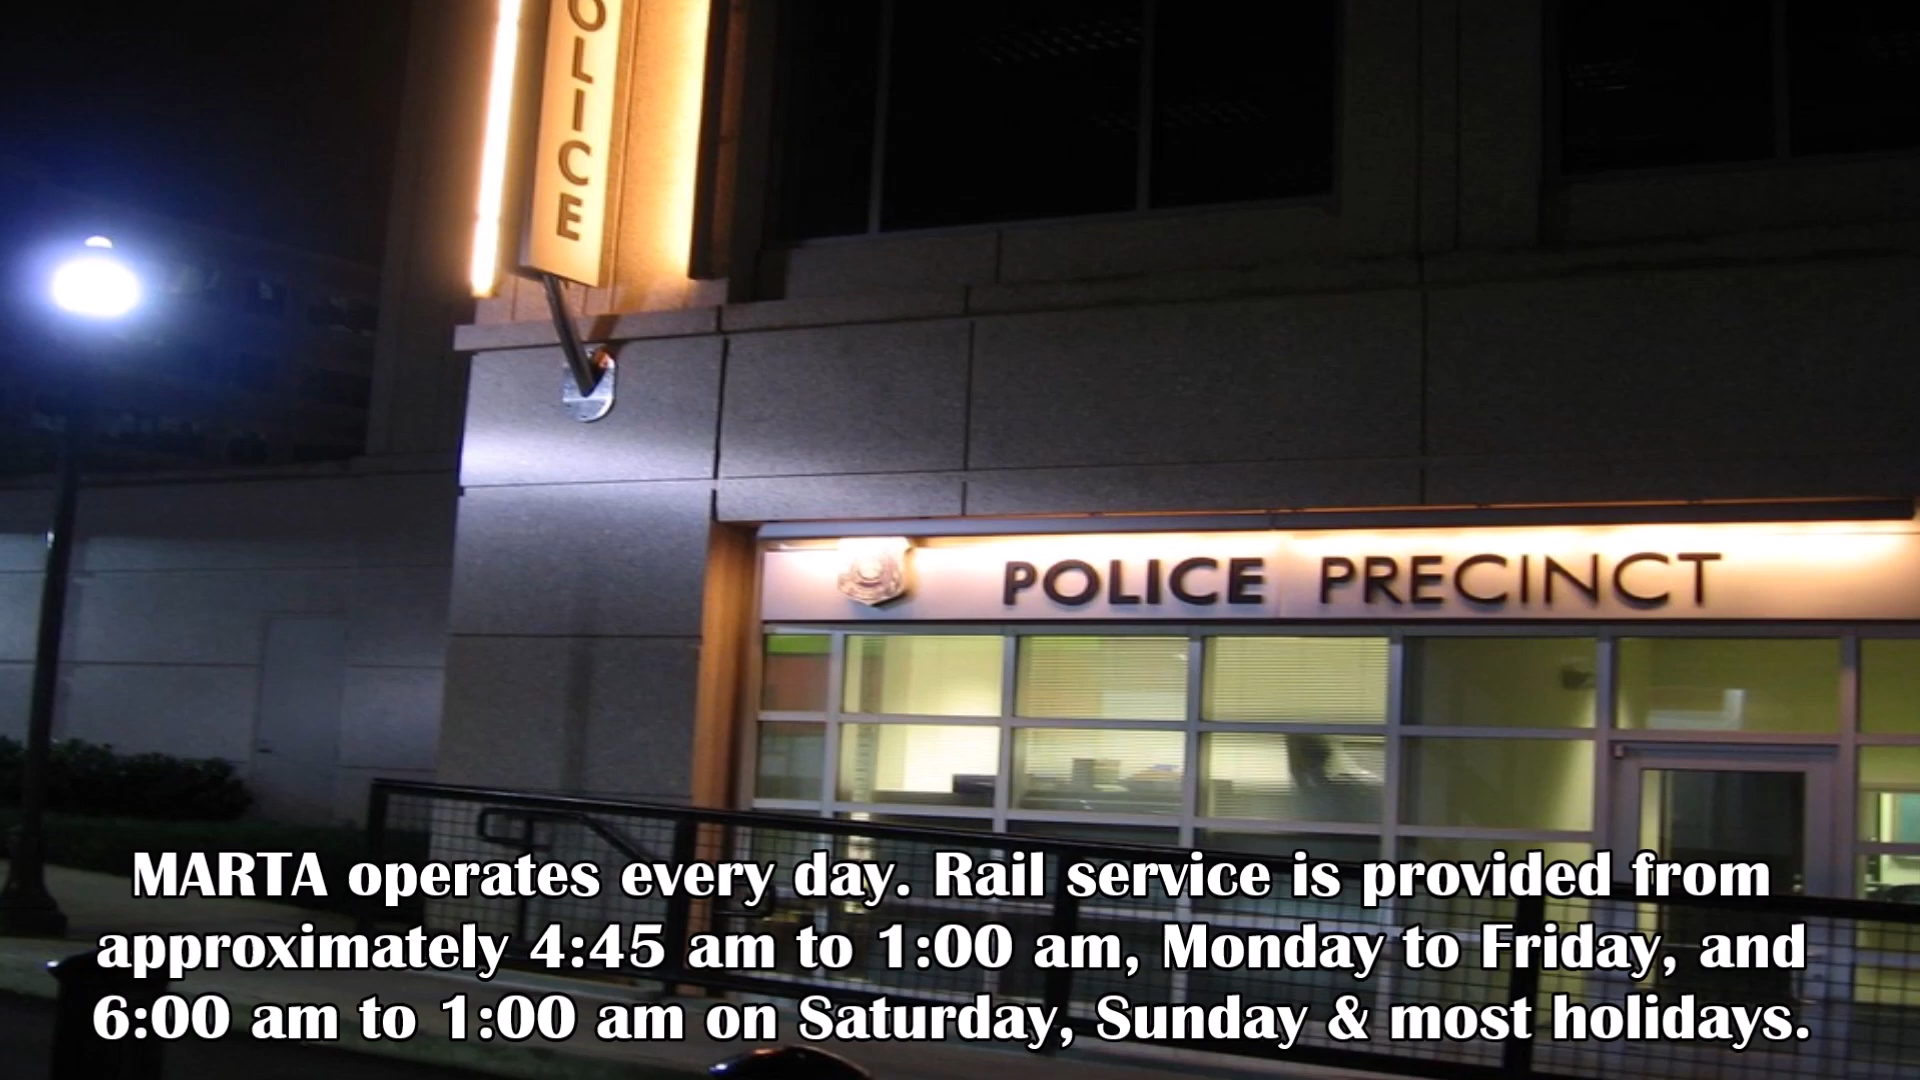 OLICE
POLICE PRECINCT
MARTA operates every day. Rail service is provided from
approximately 4:45 am to 1:00 am, Monday to Friday, and
6:00 am to 1:00 am on Saturday, Sunday & most holidays.